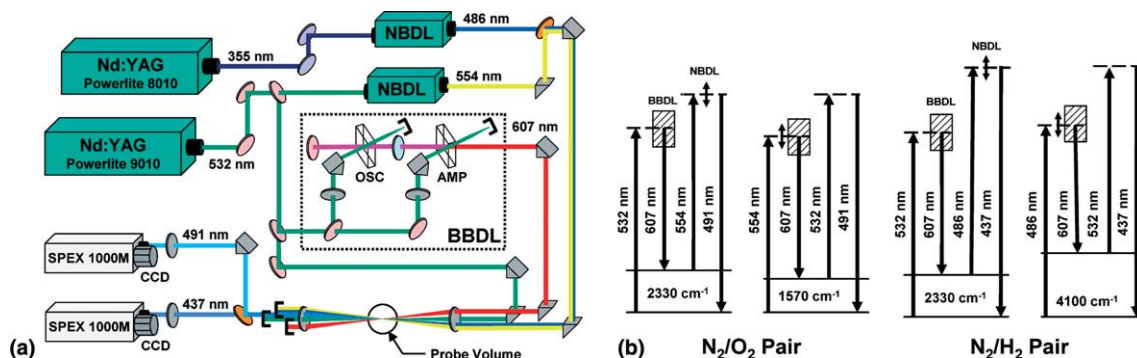 Nd:YAG
Powerlite 8010
355 nm
NBDL
486 nm
NBDL
554 nm
Nd:YAG
Powerlite 9010
532 nm
607 nm
OSC
AMP
BBDL
491 nm
SPEX 1000M
CCD
437 nm
SPEX 1000M
CCD
Probe Volume
(a)
BBDL
NBDL
532 nm
607 nm
554 nm
491 nm
2330 cm-1
554 nm
607 nm
532 nm
491 nm
1570 cm-1
N2/O2 Pair
BBDL
NBDL
532 nm
607 nm
486 nm
437 nm
2330 cm-1
486 nm
607 nm
532 nm
437 nm
4100 cm-1
N2/H2 Pair
(b)